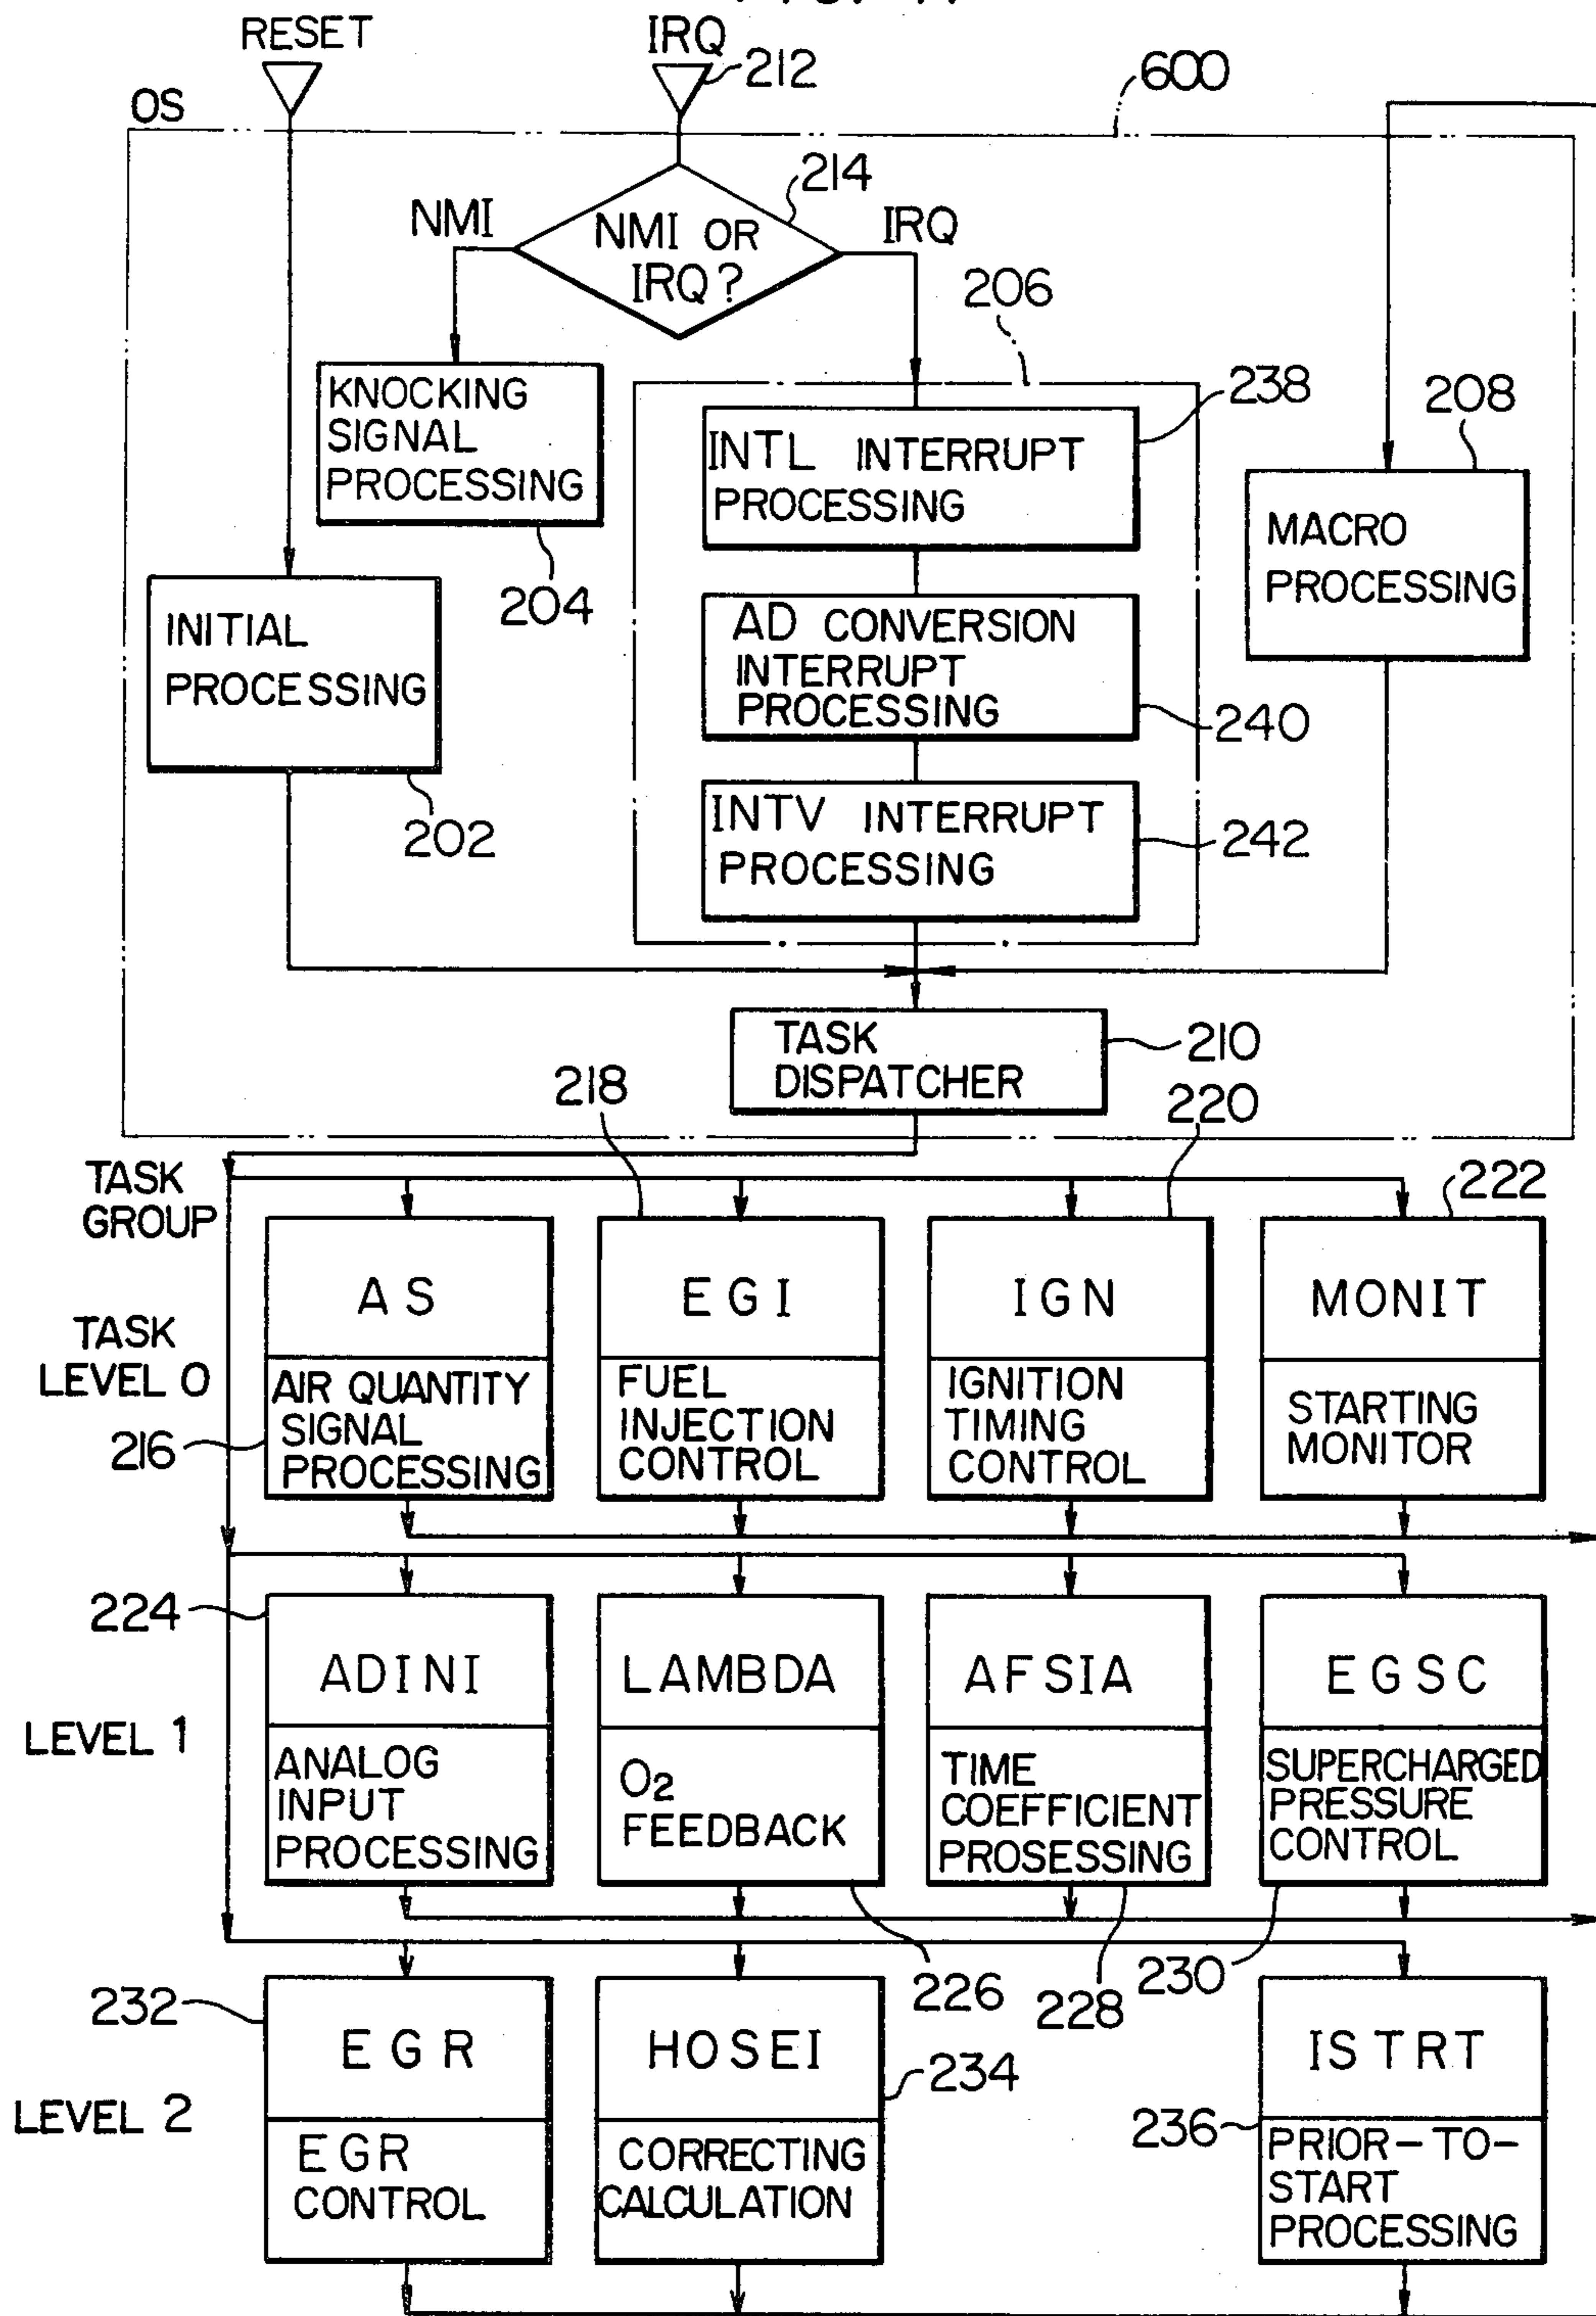 RESET
IRQ
212
600
OS
214
NMI
NMI OR
IRQ?
IRQ
206
KNOCKING
SIGNAL
PROCESSING
204
INTL INTERRUPT
PROCESSING
238
208
MACRO
PROCESSING
INITIAL
PROCESSING
202
AD CONVERSION
INTERRUPT
PROCESSING
240
INTV INTERRUPT
PROCESSING
242
TASK
DISPATCHER
210
218
220
222
TASK
GROUP
TASK
LEVEL 0
216
AS
AIR QUANTITY
SIGNAL
PROCESSING
EGI
FUEL
INJECTION
CONTROL
IGN
IGNITION
TIMING
CONTROL
MONIT
STARTING
MONITOR
224
LEVEL 1
ADINI
ANALOG
INPUT
PROCESSING
LAMBDA
O2
FEEDBACK
AFSIA
TIME
COEFFICIENT
PROSESSING
EGSC
SUPERCHARGED
PRESSURE
CONTROL
226
228
230
232
LEVEL 2
EGR
EGR
CONTROL
HOSEI
CORRECTING
CALCULATION
234
236
ISTRT
PRIOR-TO-
START
PROCESSING